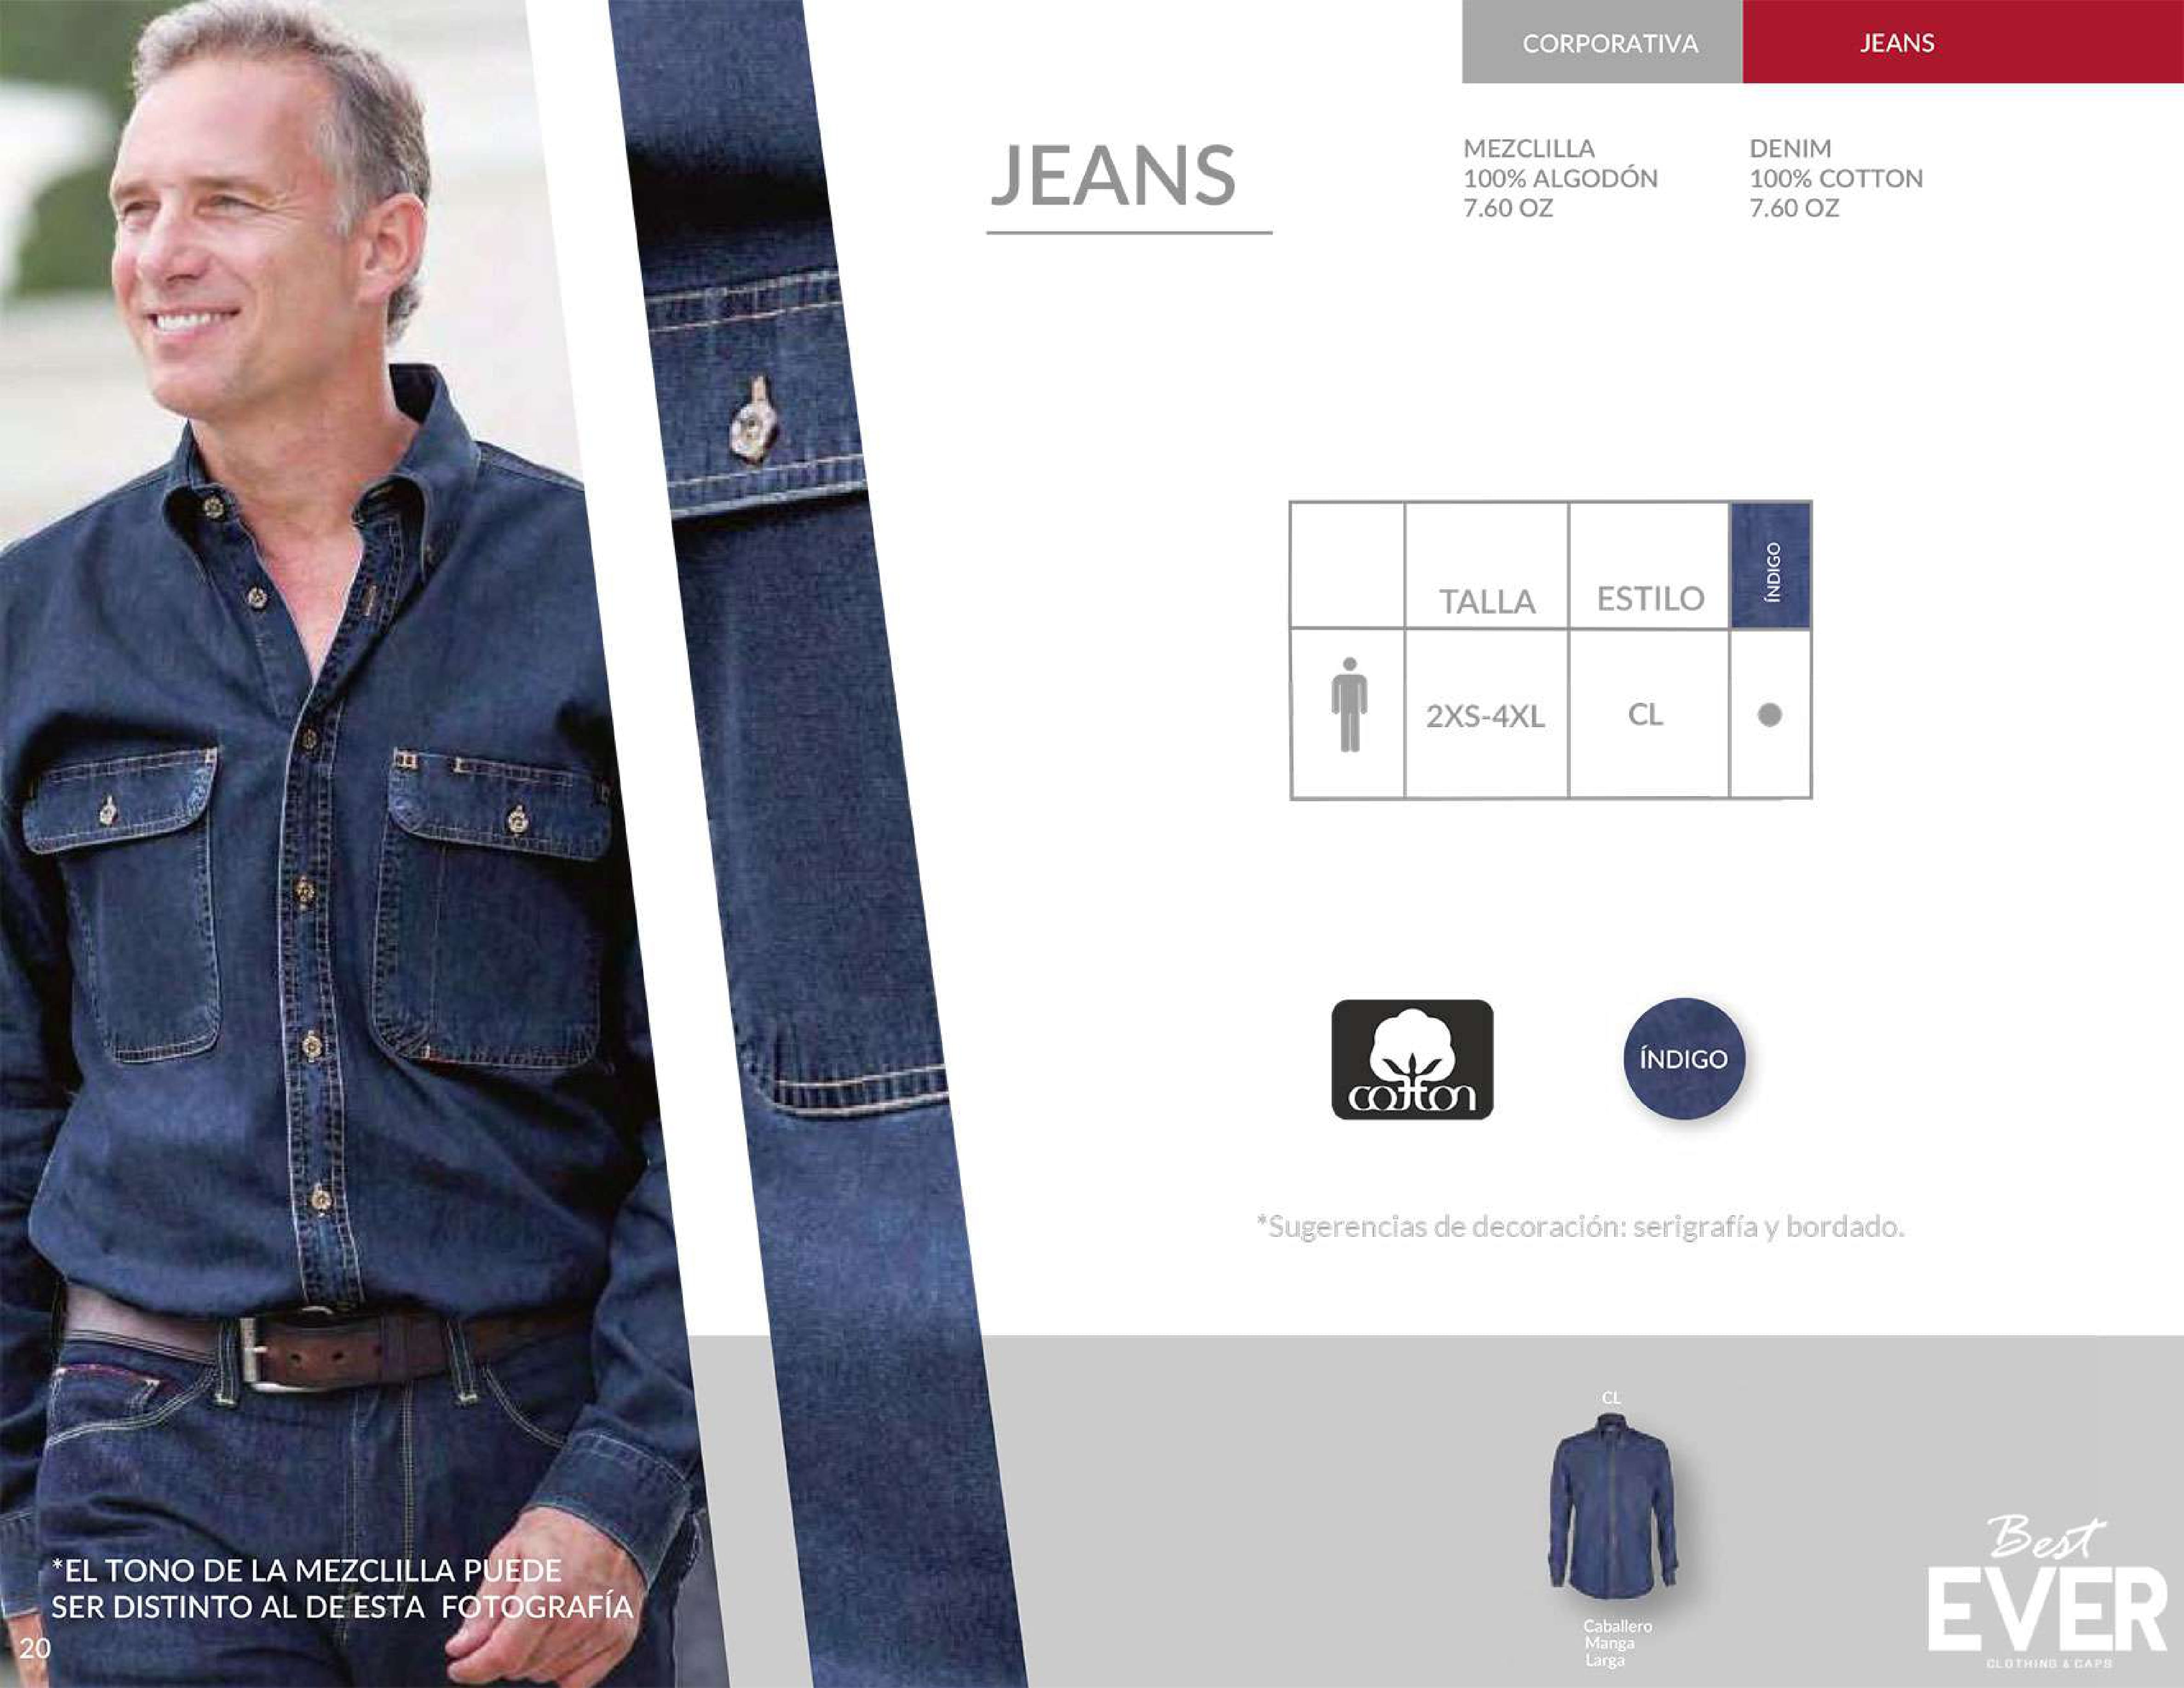 CORPORATIVA
JEANS
JEANS
MEZCLILLA
100% ALGODÓN
7.60 OZ
DENIM
100% COTTON
7.60 OZ
TALLA
ESTILO
ÍNDIGO
2XS-4XL
CL
cotton
ÍNDIGO
*Sugerencias de decoración: serigrafía y bordado.
CL
Caballero
Manga
Larga
*EL TONO DE LA MEZCLILLA PUEDE
SER DISTINTO AL DE ESTA FOTOGRAFÍA
20
Best
EVER
CLOTHING & CAPS